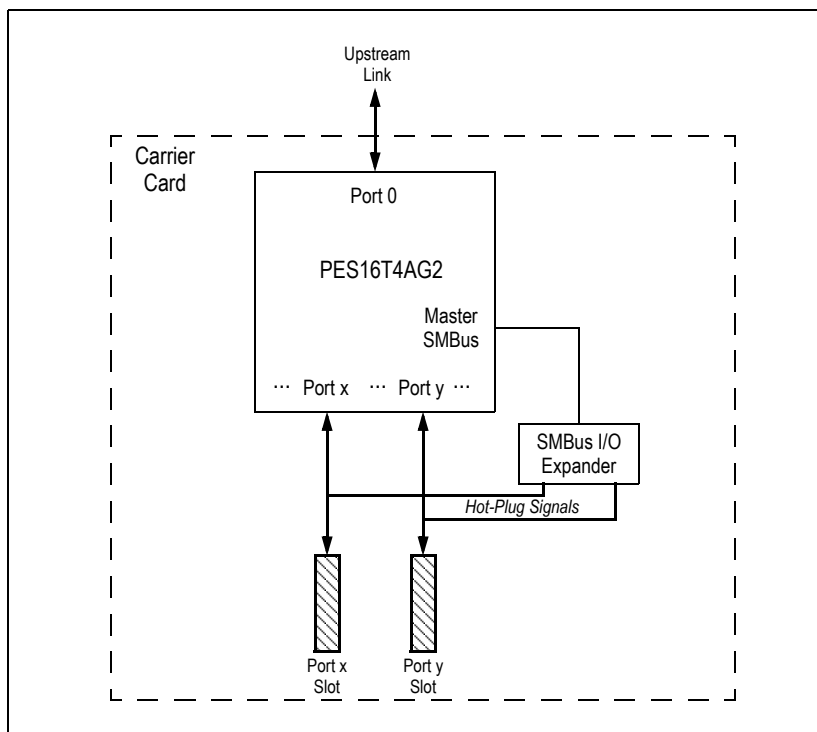 Upstream
Link
Carrier
Card
Port 0
PES16T4AG2
Master
SMBus
··· Port x ··· Port y ···
SMBus I/O
Expander
Hot-Plug Signals
Port x
Slot
Port y
Slot